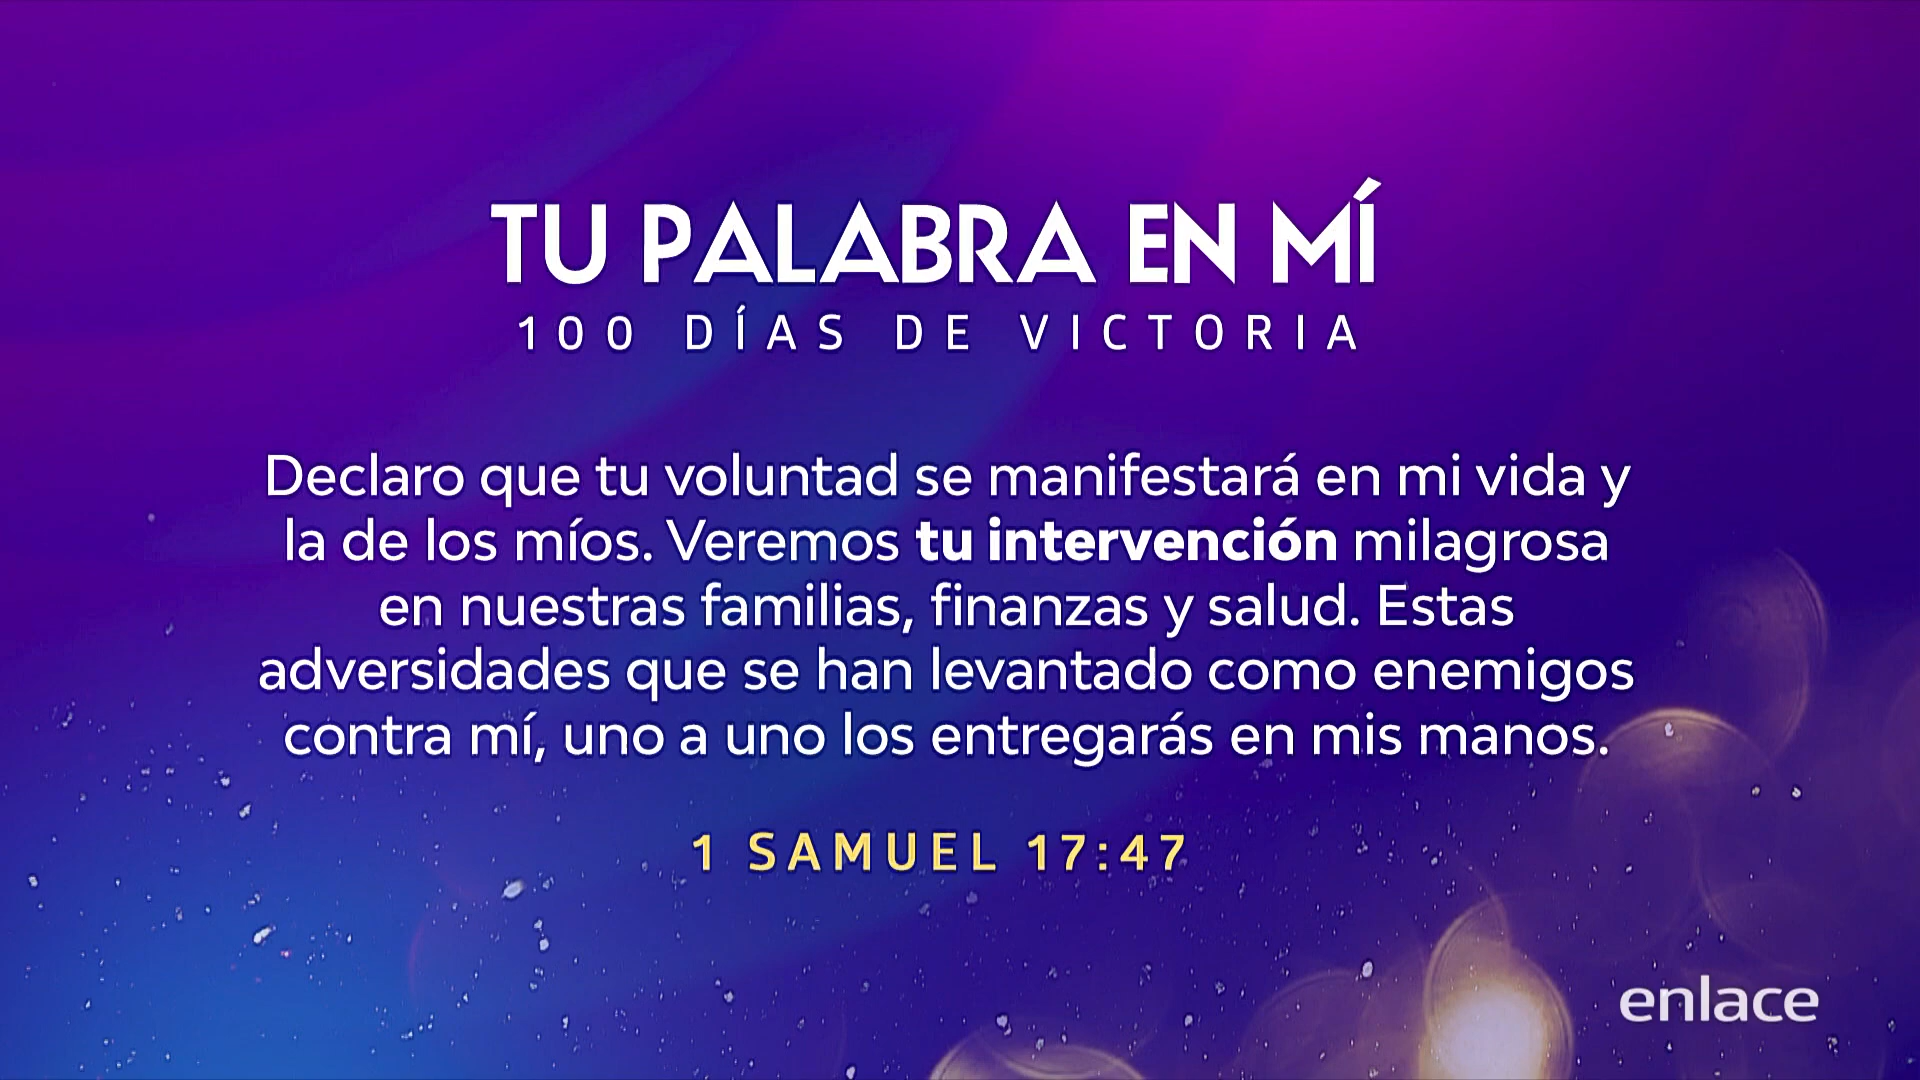 TU PALABRA EN MÍ
100 DÍAS DE VICTORIA
Declaro que tu voluntad se manifestará en mi vida y
la de los míos. Veremos tu intervención milagrosa
en nuestras familias, finanzas y salud. Estas
adversidades que se han levantado como enemigos
contra mí, uno a uno los entregarás en mis manos.
1 SAMUEL 17:47
enlace